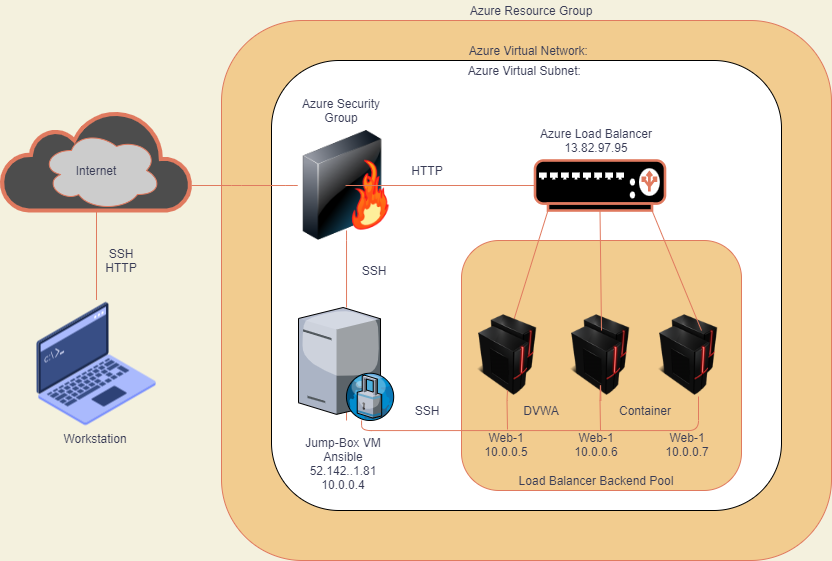 Azure Resource Group
Azure Virtual Network:
Azure Virtual Subnet:
Azure Security
Group
Azure Load Balancer
13.82.97.95
Internet
HTTP
SSH
HTTP
SSH
c:\>_
Workstation
SSH
DVWA
Container
Jump-Box VM
Ansible
52.142..1.81
10.0.0.4
Web-1
10.0.0.5
Web-1
10.0.0.6
Web-1
10.0.0.7
Load Balancer Backend Pool